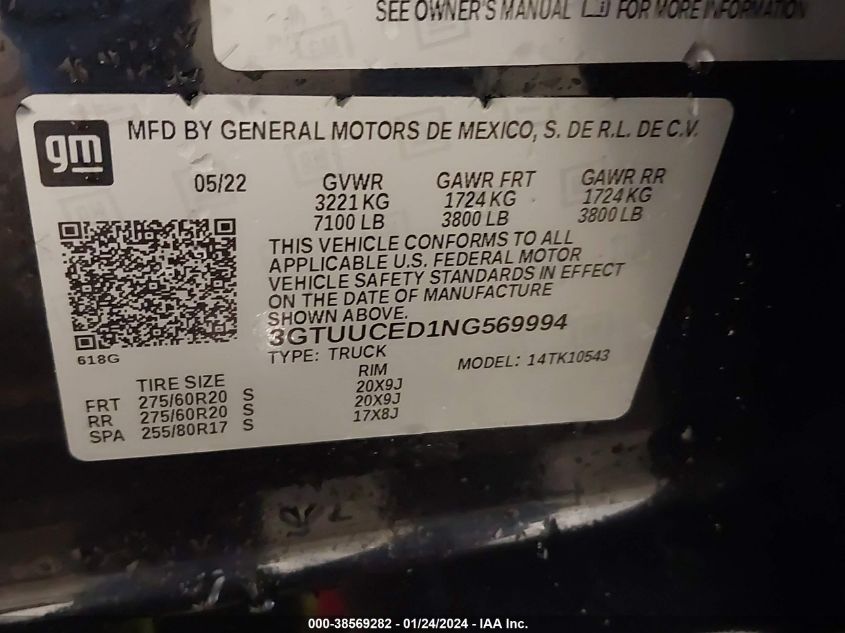 SEE OWNER'S MANUAL FOR MORE INFORMATION
gm
MFD BY GENERAL MOTORS DE MEXICO, S. DE R.L. DE C.V.
05/22 GVWR GAWR FRT GAWR RR
3221 KG 1724 KG 1724 KG
7100 LB 3800 LB 3800 LB
THIS VEHICLE CONFORMS TO ALL
APPLICABLE U.S. FEDERAL MOTOR
VEHICLE SAFETY STANDARDS IN EFFECT
ON THE DATE OF MANUFACTURE
SHOWN ABOVE.
3GTUUCED1NG569994
618G
TYPE: TRUCK MODEL: 14TK10543
TIRE SIZE RIM
FRT 275/60R20 S 20X9J
RR 275/60R20 S 20X9J
SPA 255/80R17 S 17X8J
000-38569282 - 01/24/2024 - IAA Inc.